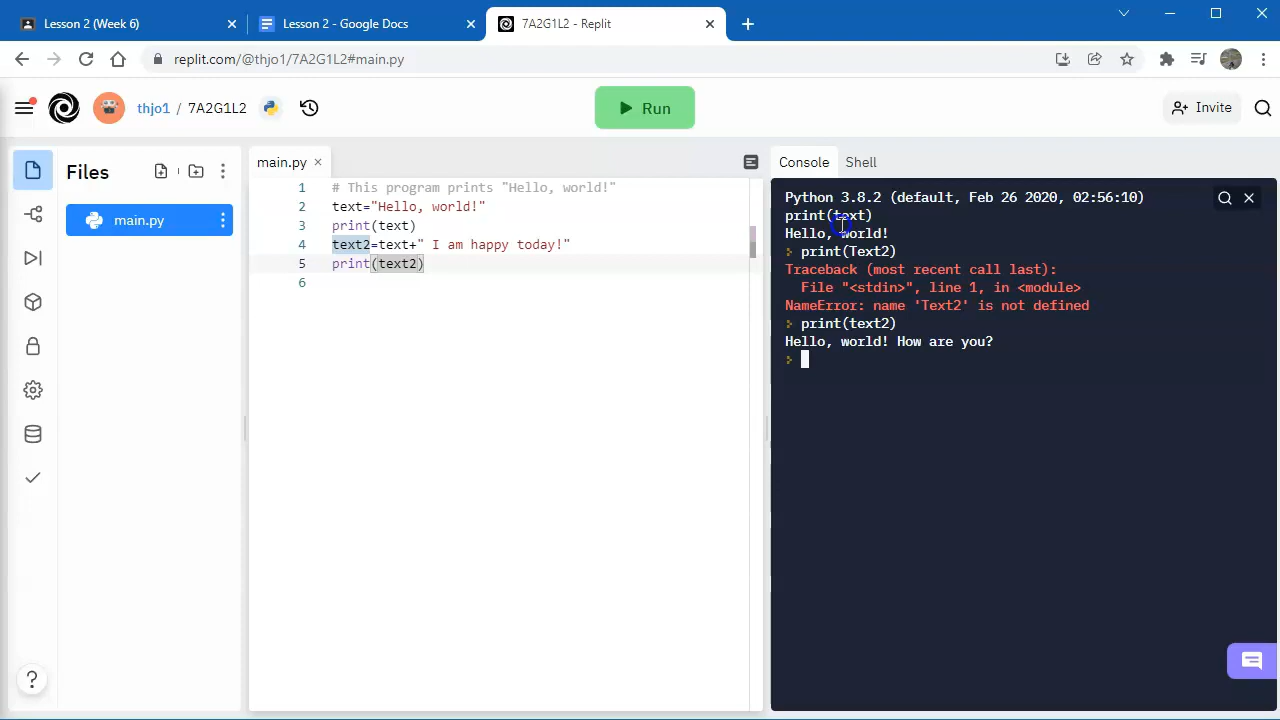 Lesson 2 (Week 6)
Lesson 2 - Google Docs
7A2G1L2 - Replit
replit.com/@thjo1/7A2G1L2#main.py
thjo1 / 7A2G1L2
Run
Invite
Files
main.py
main.py
1 # This program prints "Hello, world!"
2 text="Hello, world!"
3 print(text)
4 text2=text+" I am happy today!"
5 print(text2)
6
?
Console
Shell
Python 3.8.2 (default, Feb 26 2020, 02:56:10)
print(text)
Hello, world!
print(Text2)
Traceback (most recent call last):
File "<stdin>", line 1, in <module>
NameError: name 'Text2' is not defined
print(text2)
Hello, world! How are you?